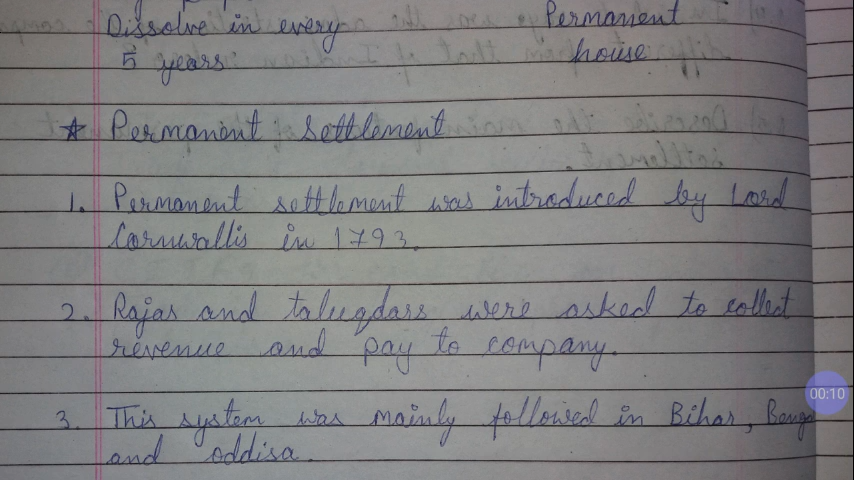 Dissolve in every Permanent
5 years house
* Permanent settlement
1. Permanent settlement was introduced by Lord
Cornwallis in 1793.
2. Rajas and taluqdars were asked to collect
revenue and pay to company.
3. This system was mainly followed in Bihar, Beng
and oddisa.
00:10